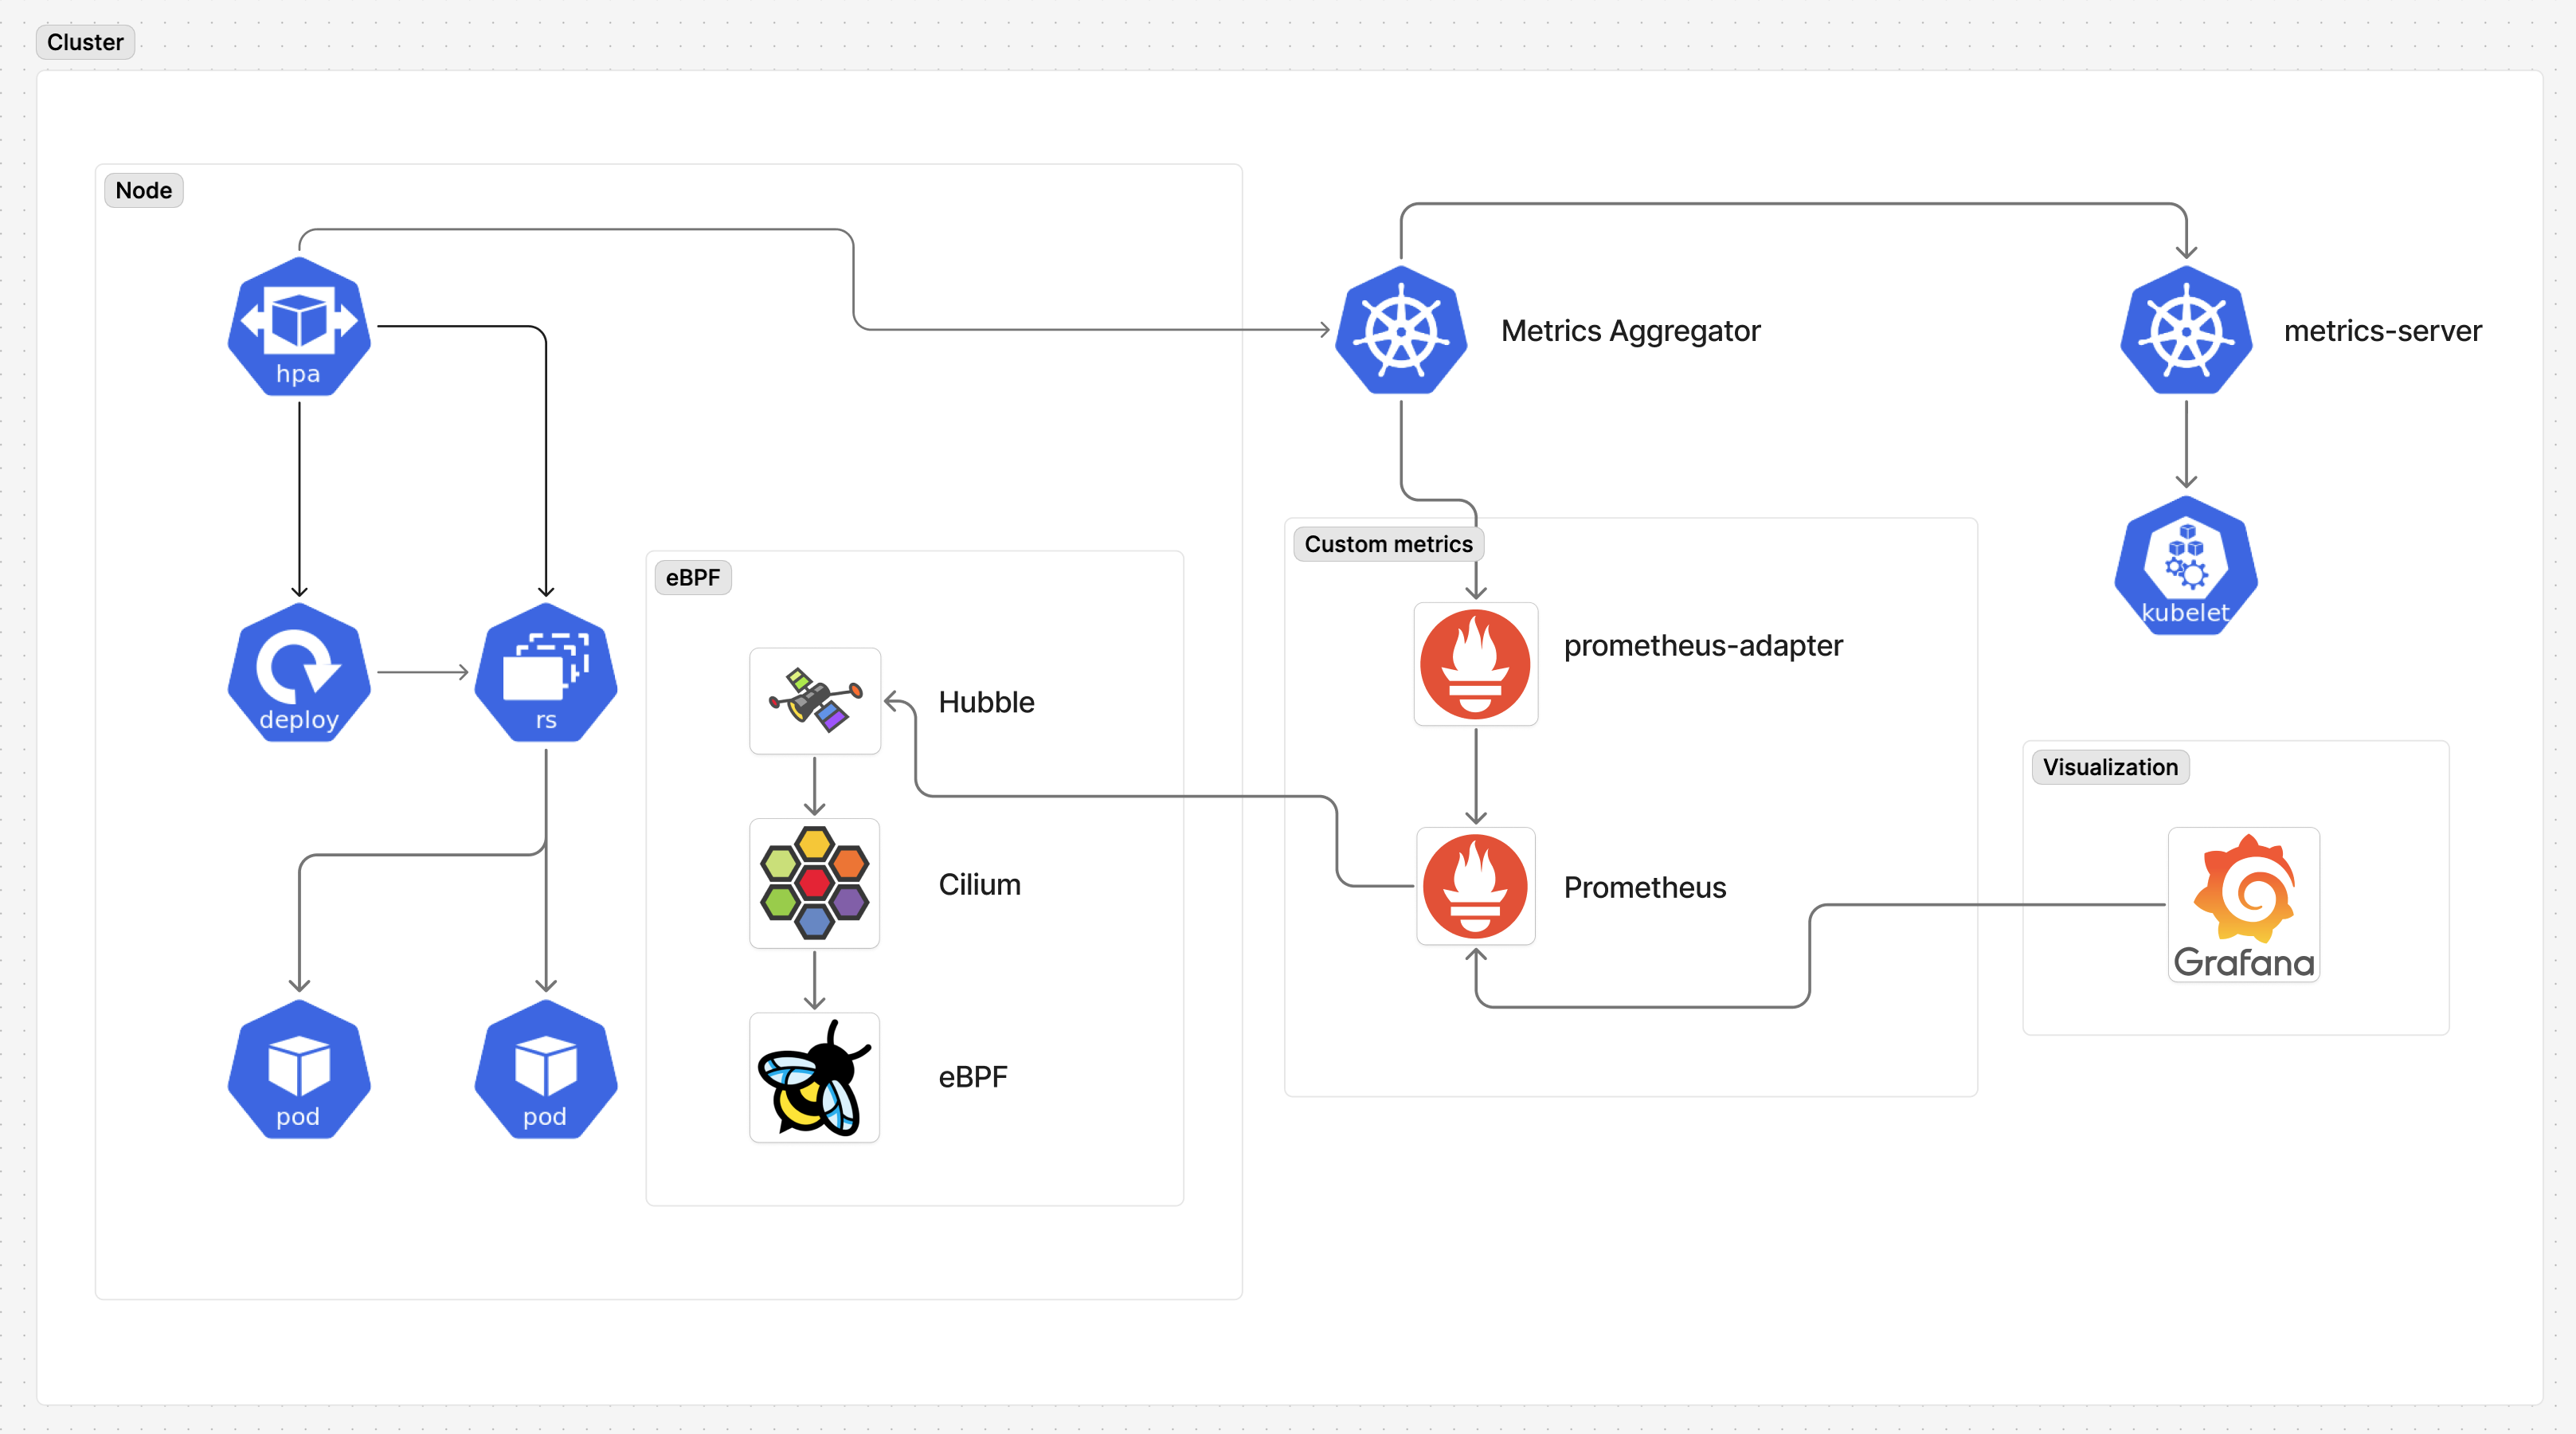 Cluster
Node
hpa
Metrics Aggregator
metrics-server
Custom metrics
eBPF
kubelet
prometheus-adapter
Hubble
deploy
rs
Visualization
Cilium
Prometheus
Grafana
eBPF
pod
pod